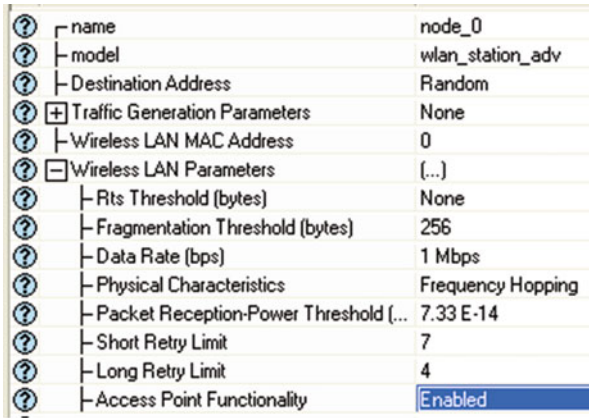 name node_0
model wlan_station_adv
Destination Address Random
Traffic Generation Parameters None
Wireless LAN MAC Address 0
Wireless LAN Parameters (...)
Rts Threshold (bytes) None
Fragmentation Threshold (bytes) 256
Data Rate (bps) 1 Mbps
Physical Characteristics Frequency Hopping
Packet Reception-Power Threshold (... 7.33 E-14
Short Retry Limit 7
Long Retry Limit 4
Access Point Functionality Enabled